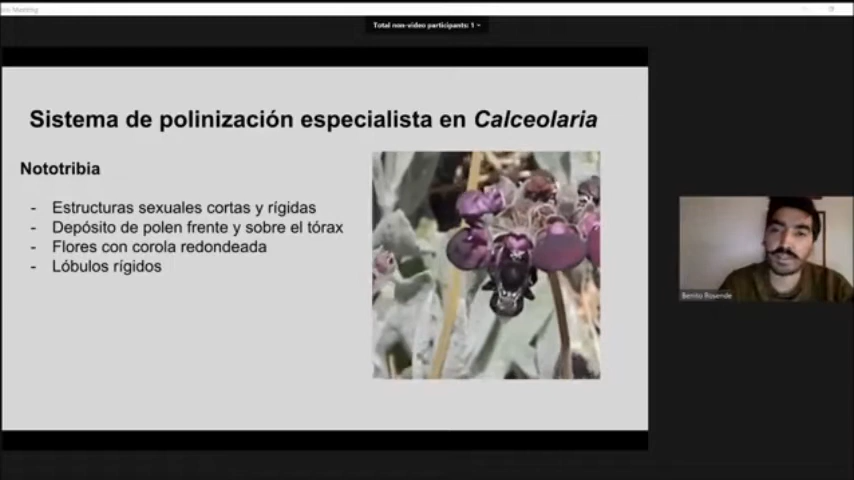 Meeting
Total non-video participants: 1
Sistema de polinización especialista en Calceolaria
Nototribia
- Estructuras sexuales cortas y rígidas
- Depósito de polen frente y sobre el tórax
- Flores con corola redondeada
- Lóbulos rígidos
Benito Rosende